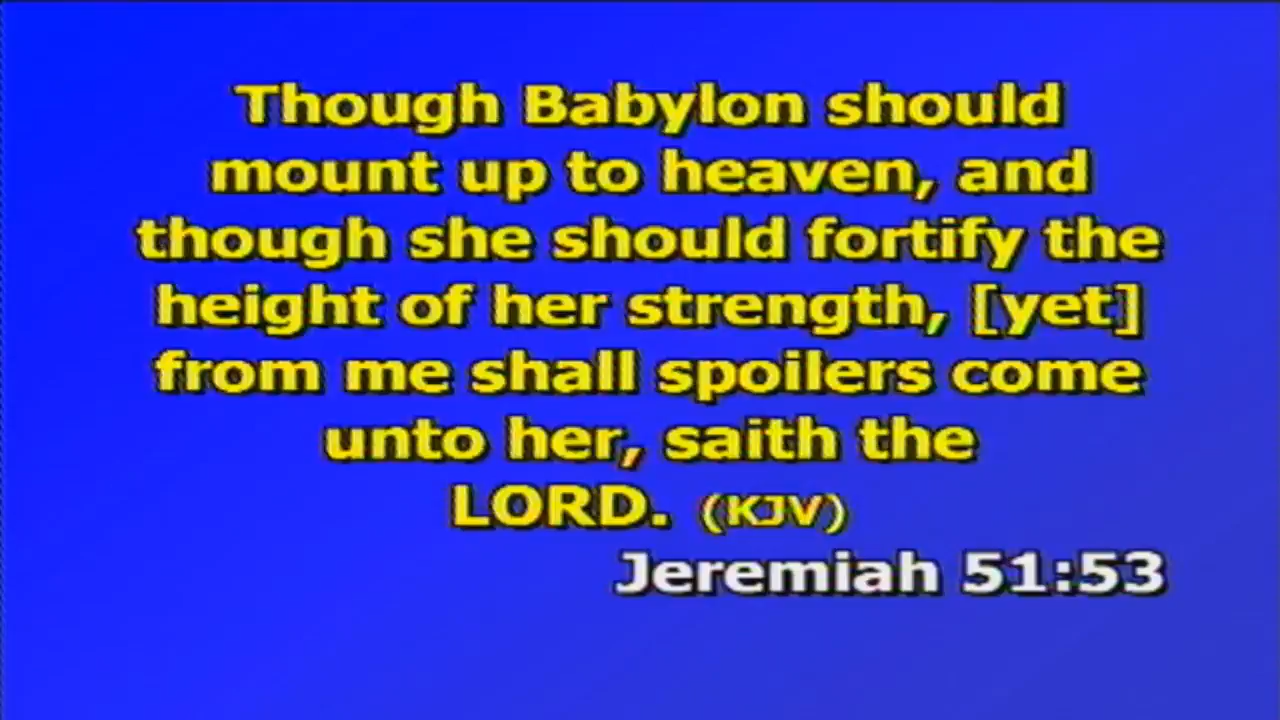 Though Babylon should
mount up to heaven, and
though she should fortify the
height of her strength, [yet]
from me shall spoilers come
unto her, saith the
LORD. (KJV)
Jeremiah 51:53